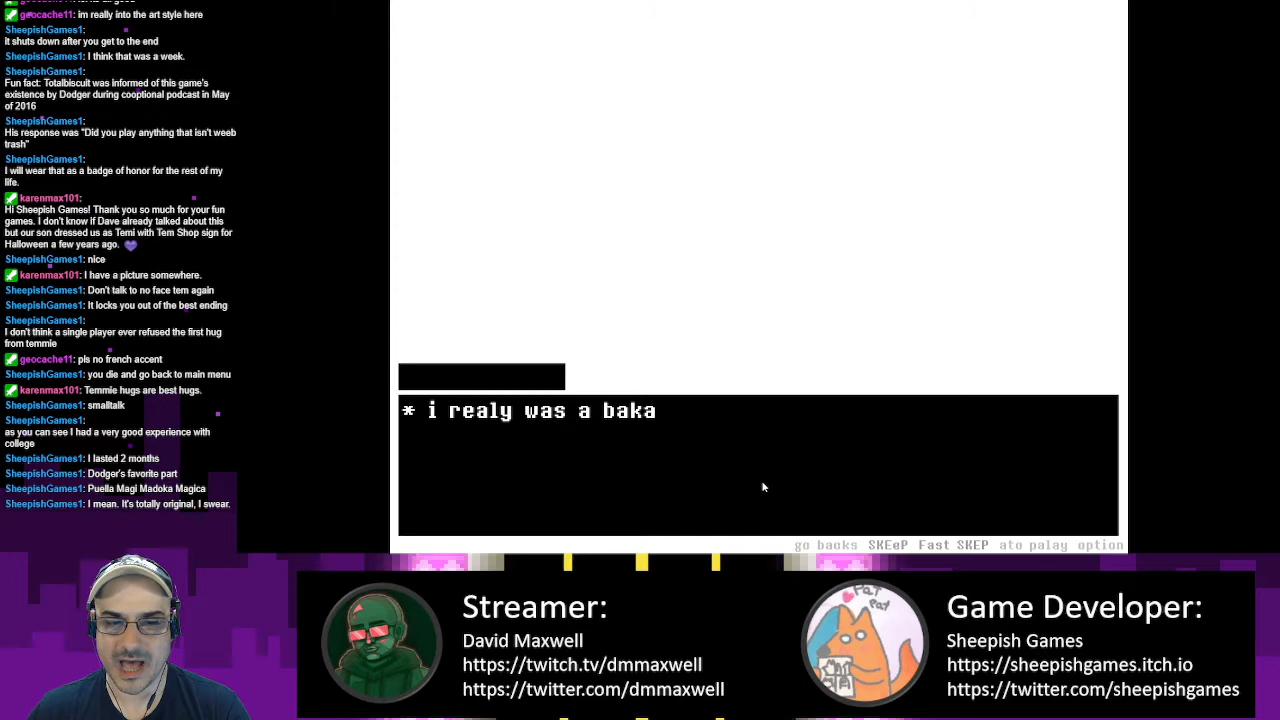 geocache11: im really into the art style here
SheepishGames1:
it shuts down after you get to the end
SheepishGames1: I think that was a week.
SheepishGames1:
Fun fact: Totalbiscuit was informed of this game's
existence by Dodger during cooptional podcast in May
of 2016
SheepishGames1:
His response was "Did you play anything that isn't weeb
trash"
SheepishGames1:
I will wear that as a badge of honor for the rest of my
life.
karenmax101:
Hi Sheepish Games! Thank you so much for your fun
games. I don't know if Dave already talked about this
but our son dressed us as Temi with Tem Shop sign for
Halloween a few years ago.
SheepishGames1: nice
karenmax101: I have a picture somewhere.
SheepishGames1: Don't talk to no face tem again
SheepishGames1: It locks you out of the best ending
SheepishGames1:
I don't think a single player ever refused the first hug
from temmie
geocache11: pls no french accent
SheepishGames1: you die and go back to main menu
karenmax101: Temmie hugs are best hugs.
SheepishGames1: smalltalk
SheepishGames1:
as you can see I had a very good experience with
college
SheepishGames1: I lasted 2 months
SheepishGames1: Dodger's favorite part
SheepishGames1: Puella Magi Madoka Magica
SheepishGames1: I mean. It's totally original, I swear.
* i realy was a baka
go backs SKEeP Fast SKEP ato palay option
Streamer:
David Maxwell
https://twitch.tv/dmmaxwell
https://twitter.com/dmmaxwell
Game Developer:
Sheepish Games
https://sheepishgames.itch.io
https://twitter.com/sheepishgames